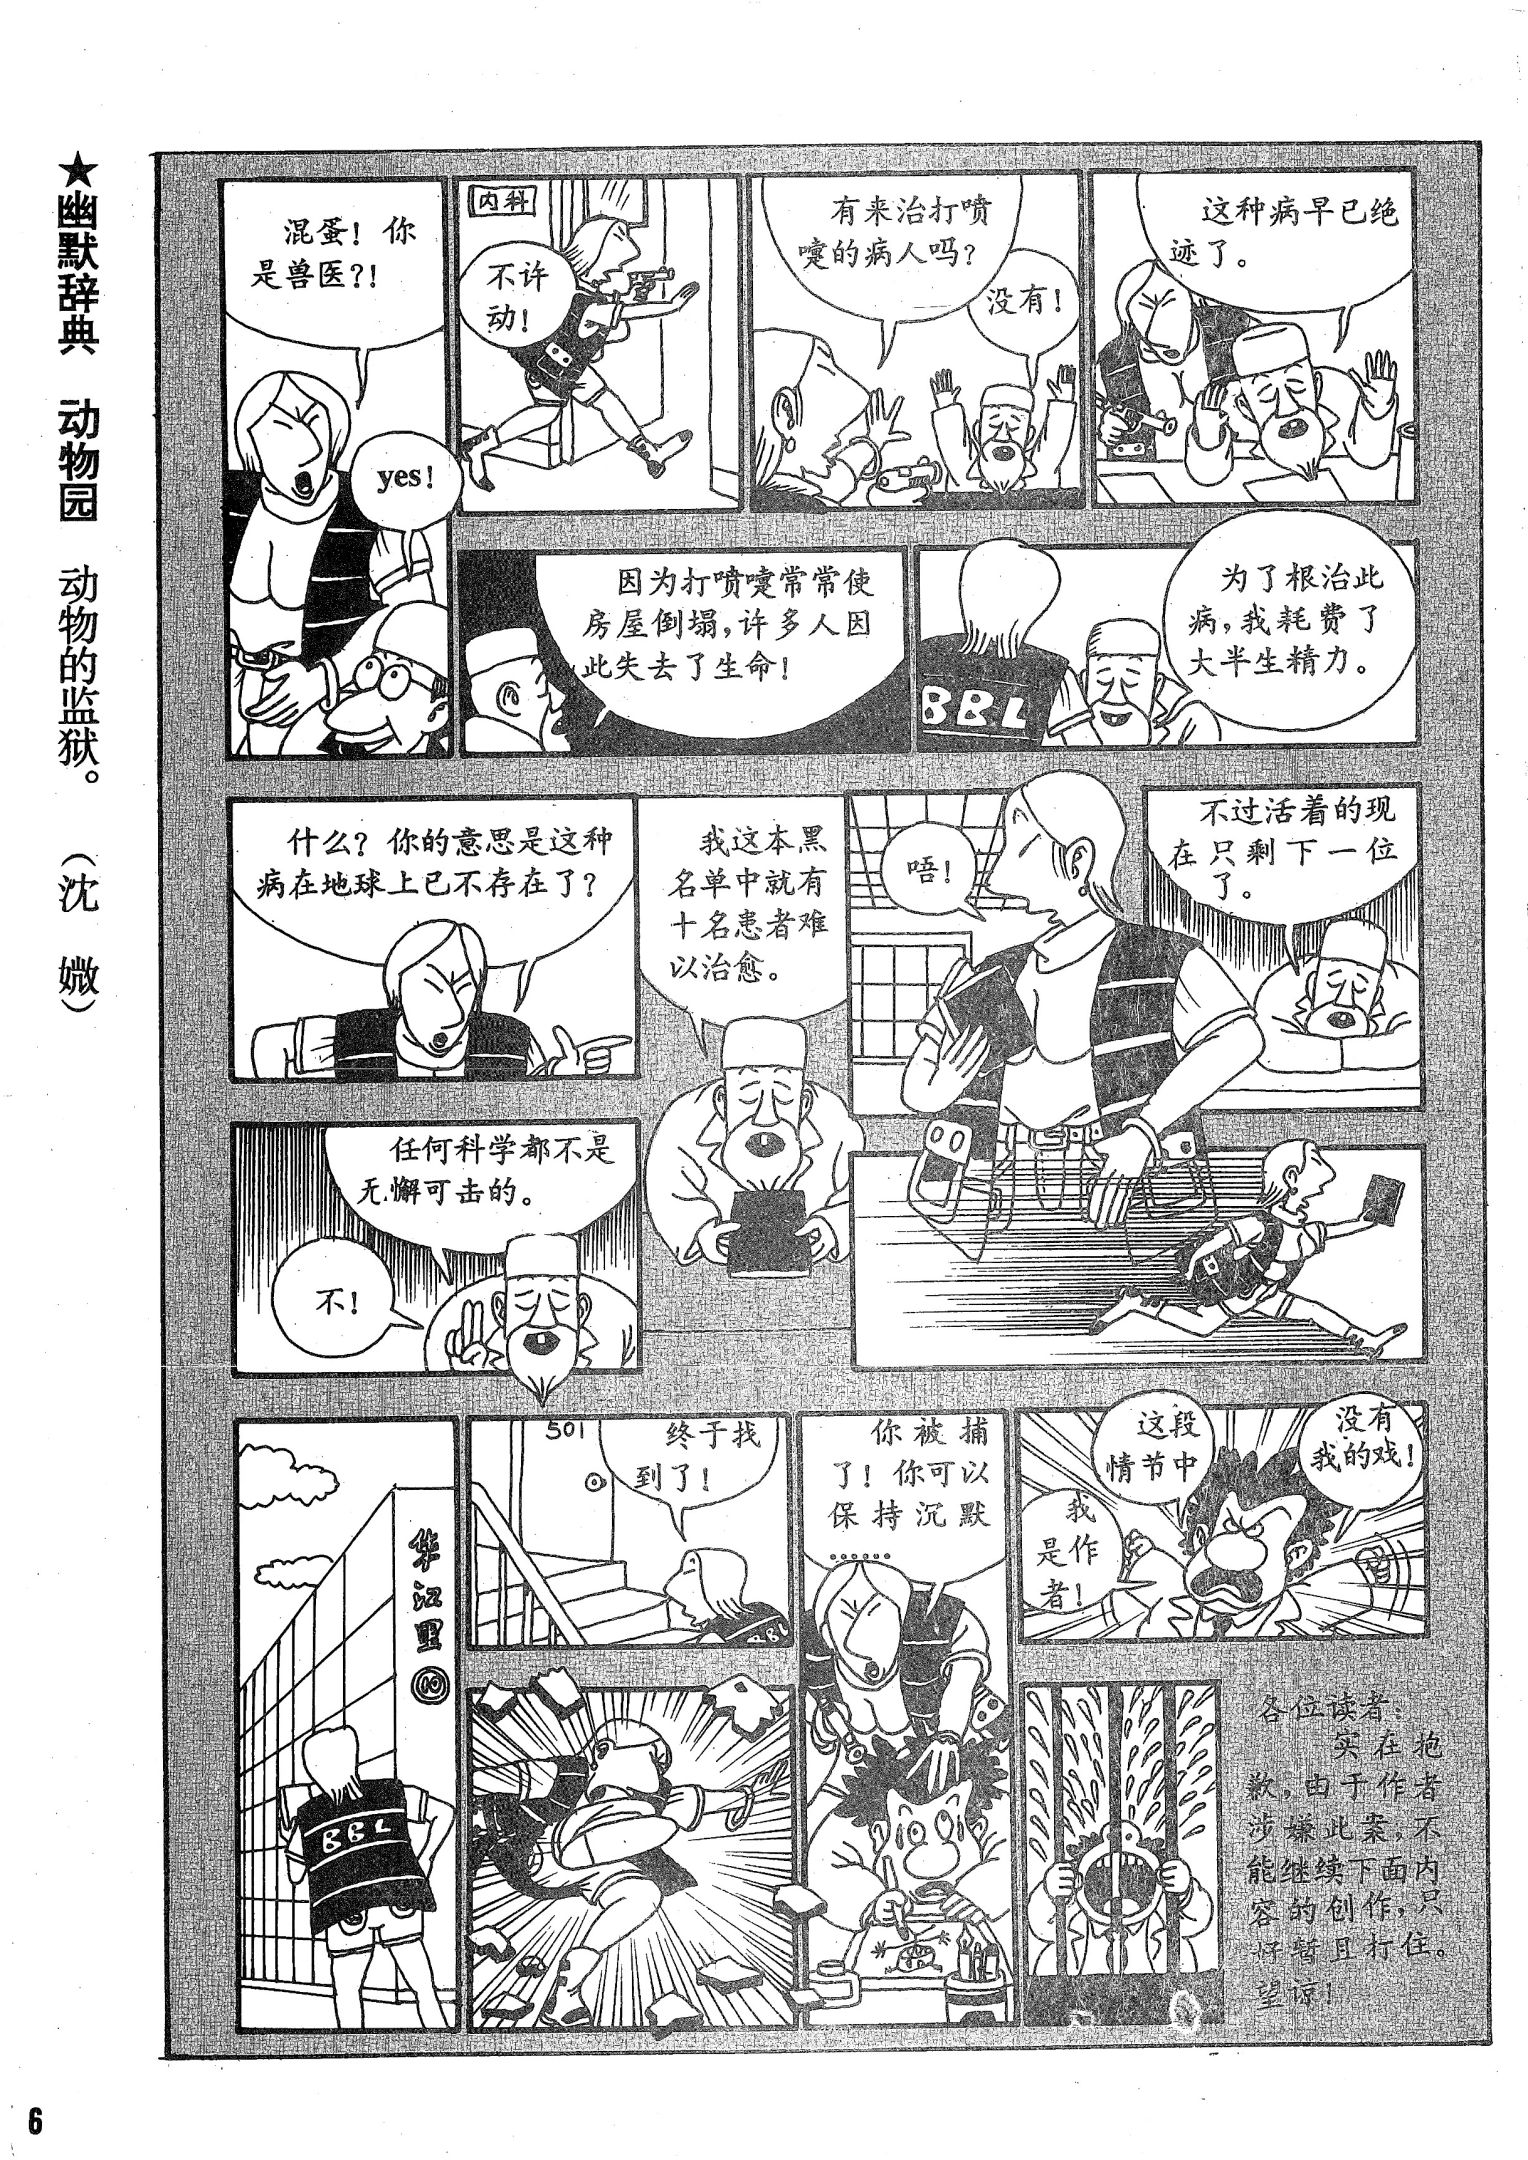 ★幽默辞典 动物园 动物的监狱。 (沈 媺)
混蛋！你
是兽医？！
yes！
内科
不许
动！
有来治打喷
嚏的病人吗？
没有！
这种病早已绝
迹了。
因为打喷嚏常常使
房屋倒塌，许多人因
此失去了生命！
为了根治此
病，我耗费了
大半生精力。
BBL
什么？你的意思是这种
病在地球上已不存在了？
任何科学都不是
无懈可击的。
不！
我这本黑
名单中就有
十名患者难
以治愈。
唔！
不过活着的现
在只剩下一位
了。
华江里
10
BBL
501
终于找
到了！
BBL
你被捕
了！你可以
保持沉默
……
我
是作
者！
这段
情节中
没有
我的戏！
各位读者：
实在抱
歉，由于作者
涉嫌此案，不
能继续下面内
容的创作，只
好暂且打住。
望谅！
6